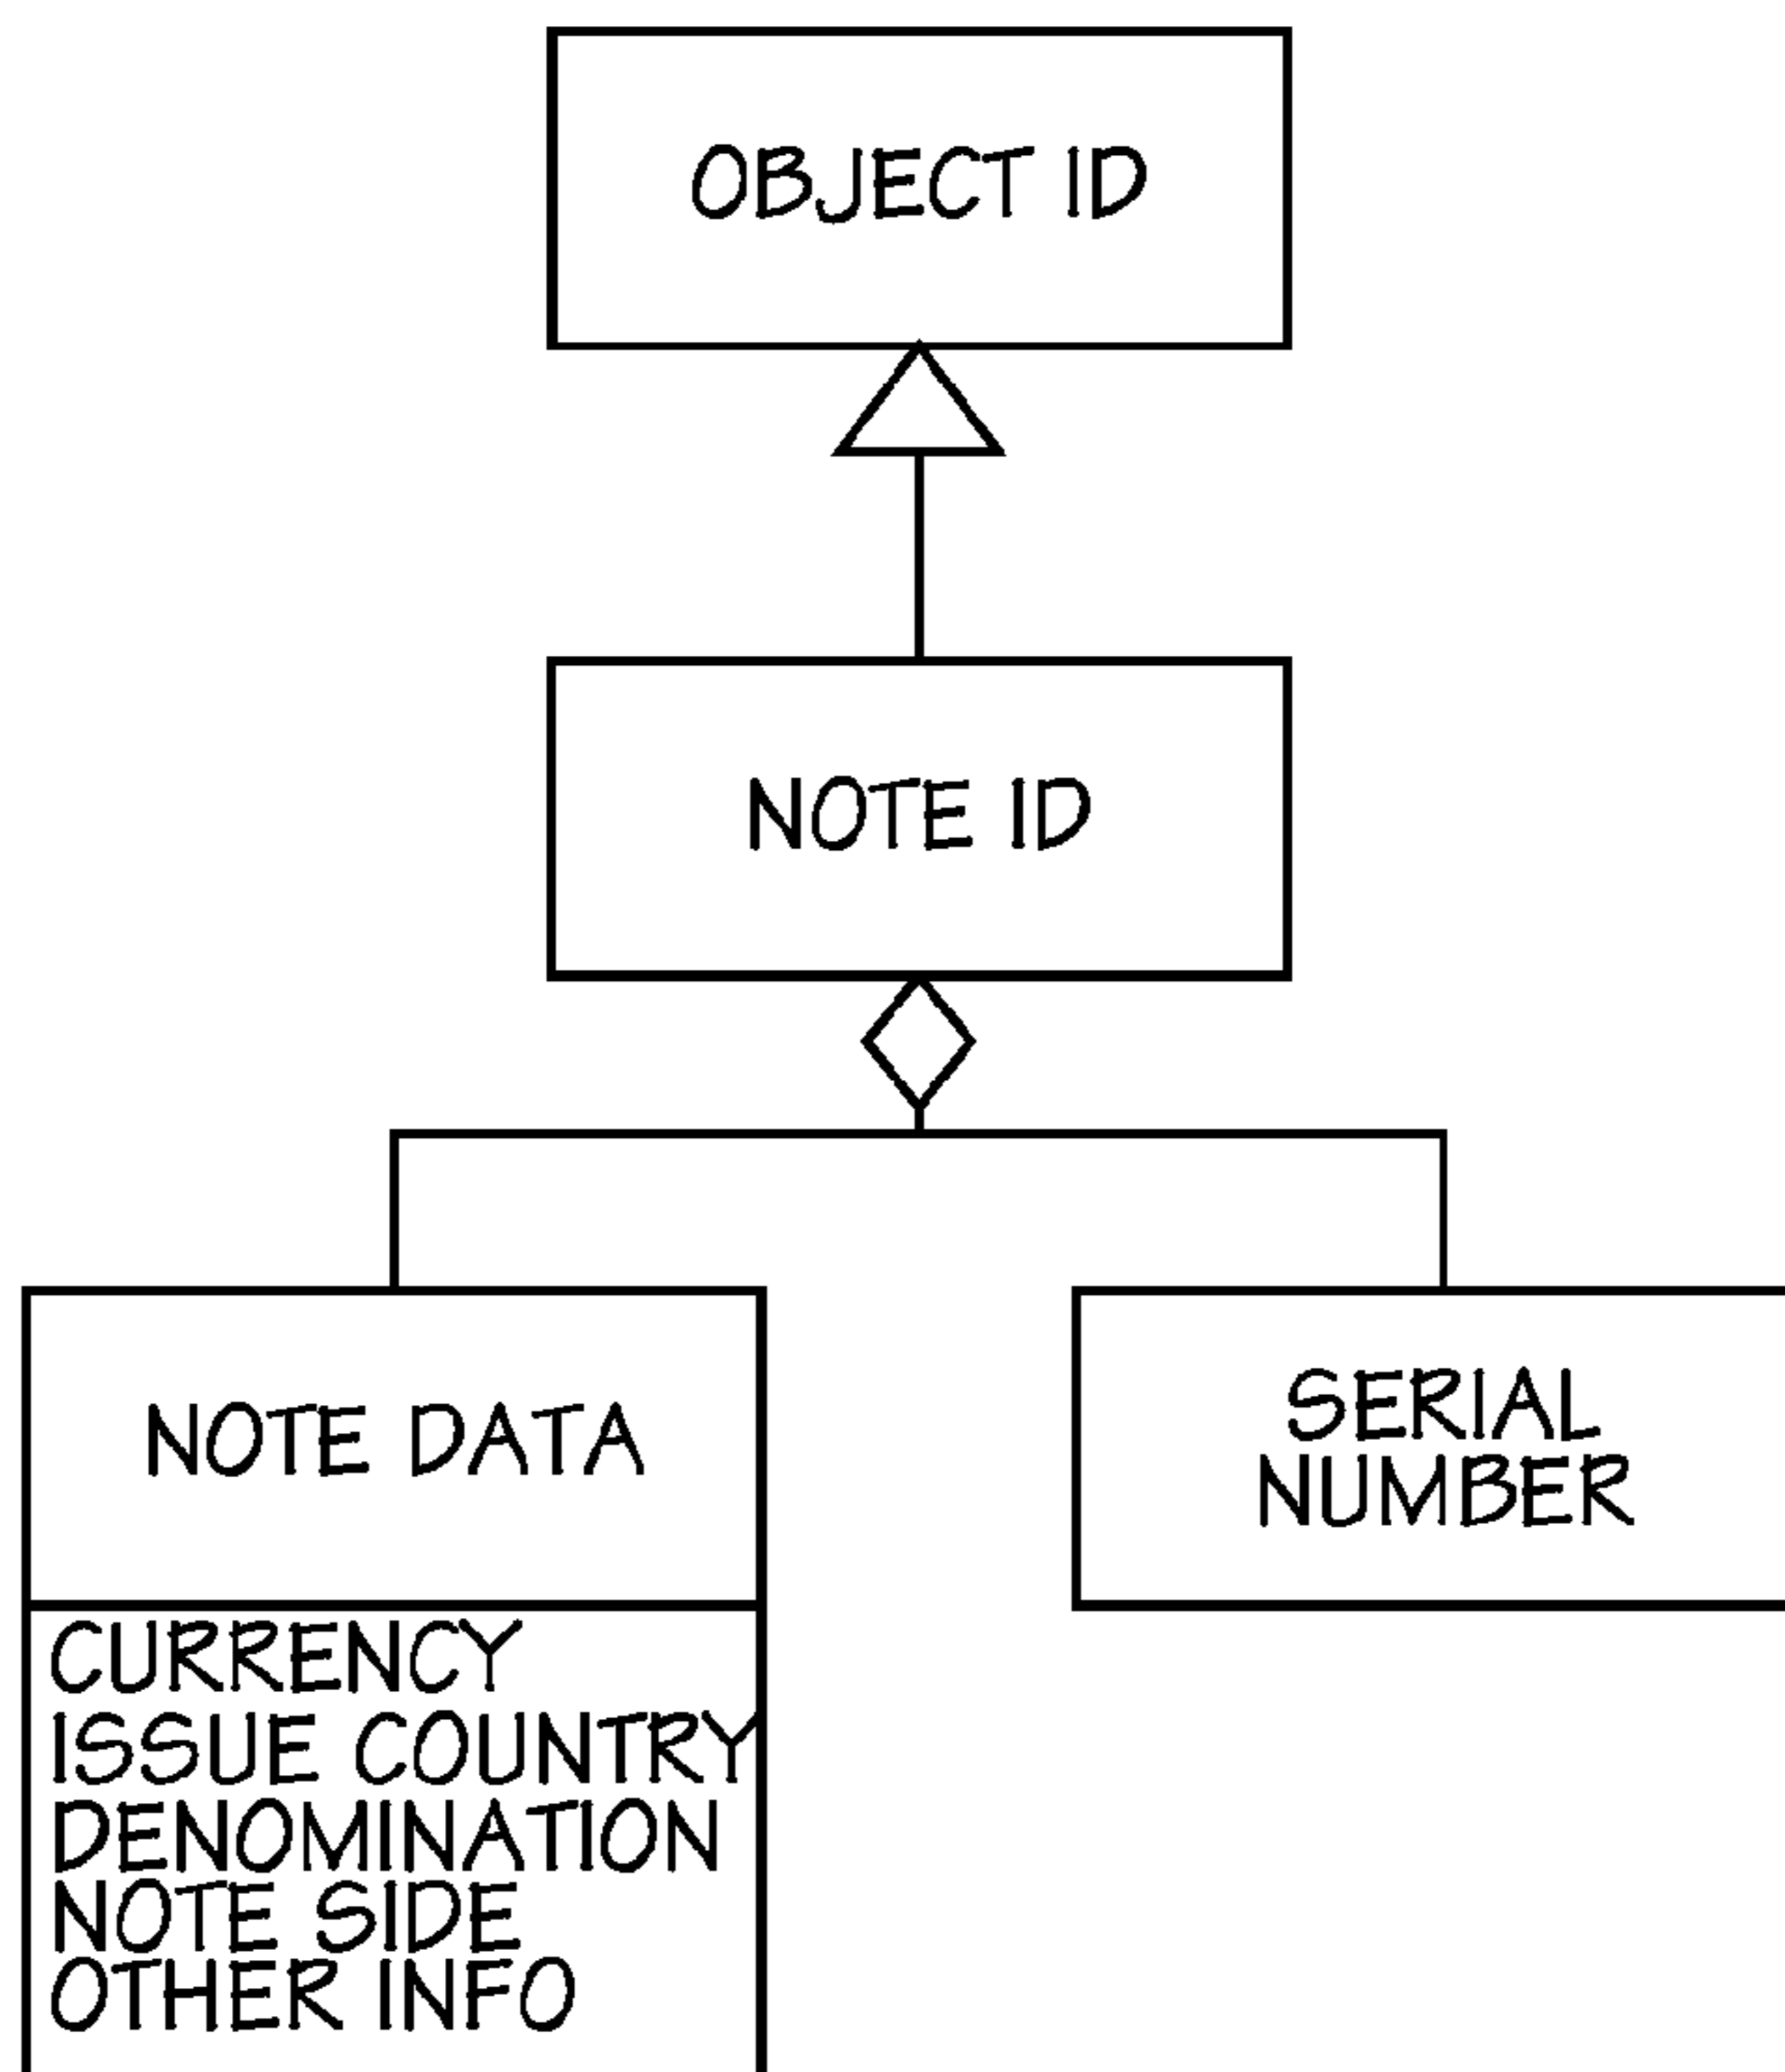 OBJECT ID
NOTE ID
NOTE DATA
SERIAL
NUMBER
CURRENCY
ISSUE COUNTRY
DENOMINATION
NOTE SIDE
OTHER INFO